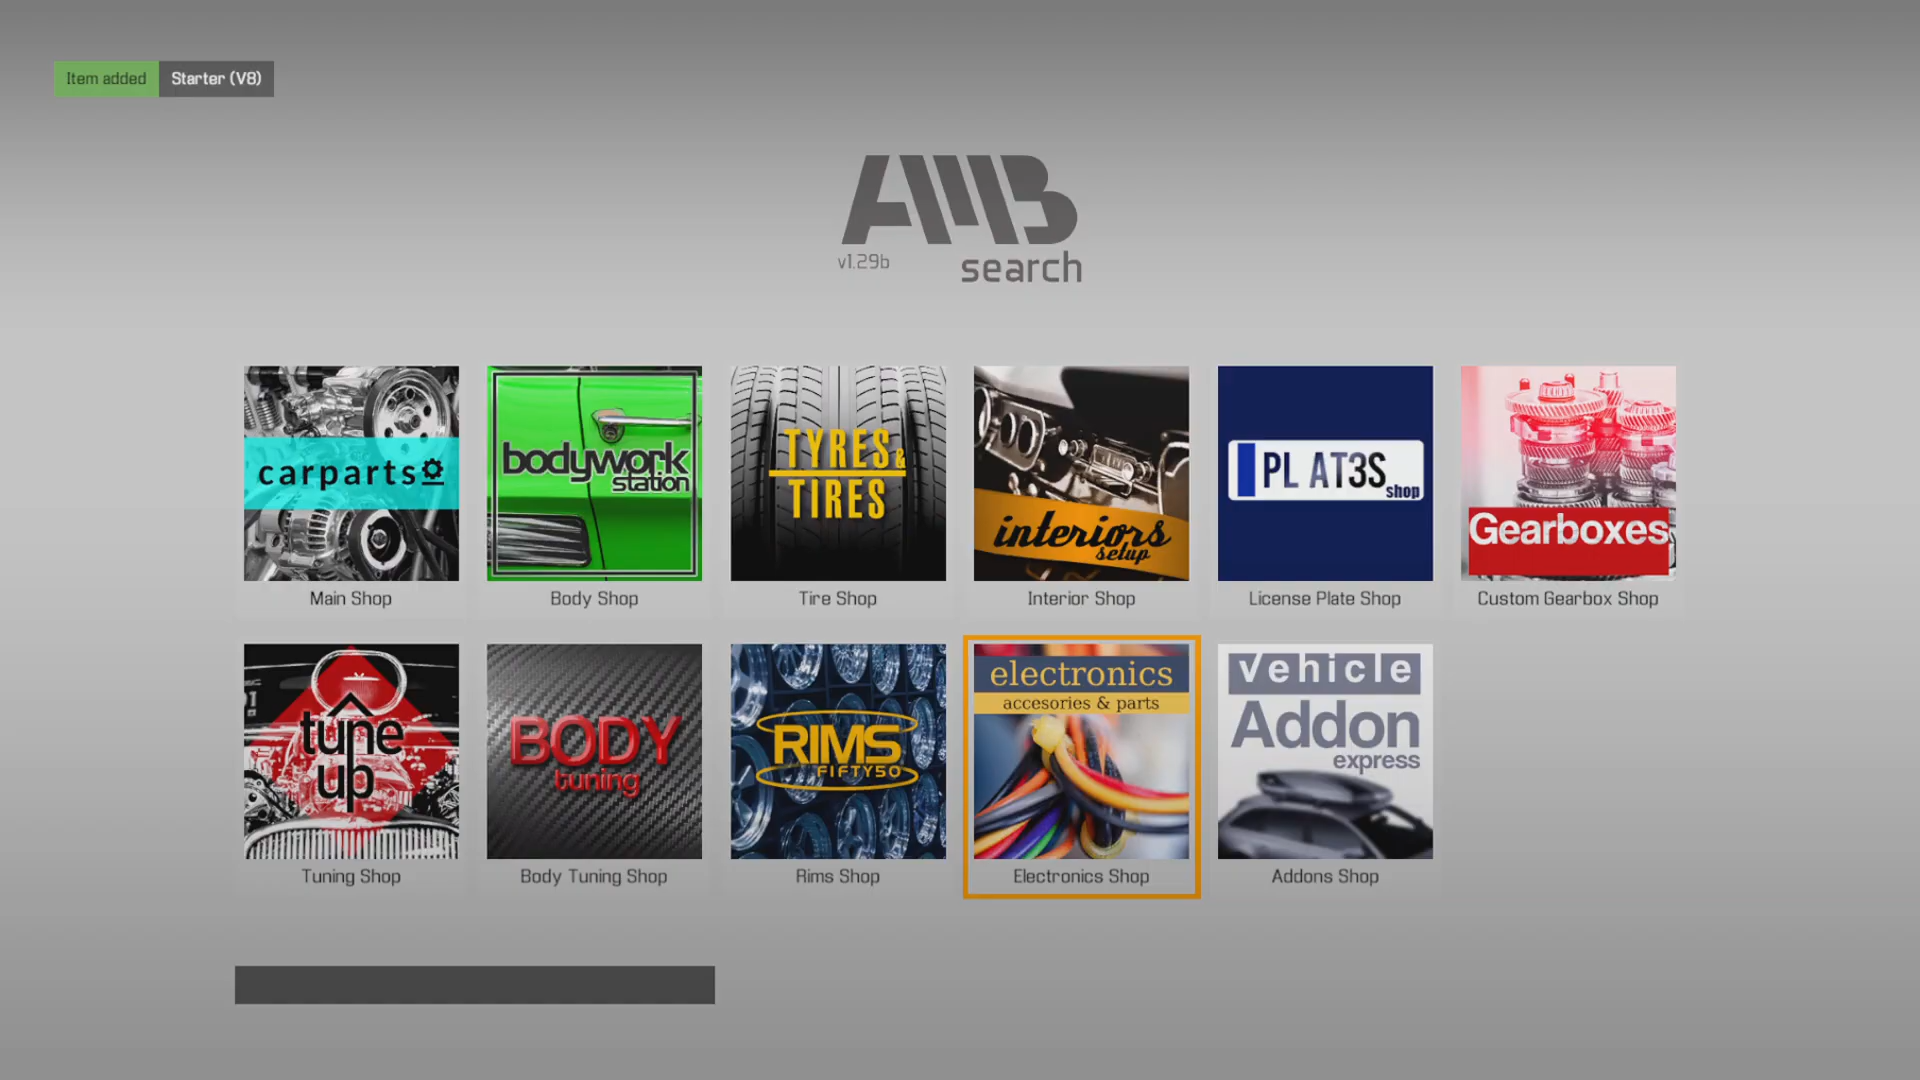 Item added Starter (V8)
AMB
v1.29b search
carparts
bodywork
station
TYRES &
TIRES
interiors
setup
PL AT3S
shop
Gearboxes
Main Shop
Body Shop
Tire Shop
Interior Shop
License Plate Shop
Custom Gearbox Shop
tune
up
BODY
tuning
RIMS
FIFTY50
electronics
accesories & parts
vehicle
Addon
express
Tuning Shop
Body Tuning Shop
Rims Shop
Electronics Shop
Addons Shop